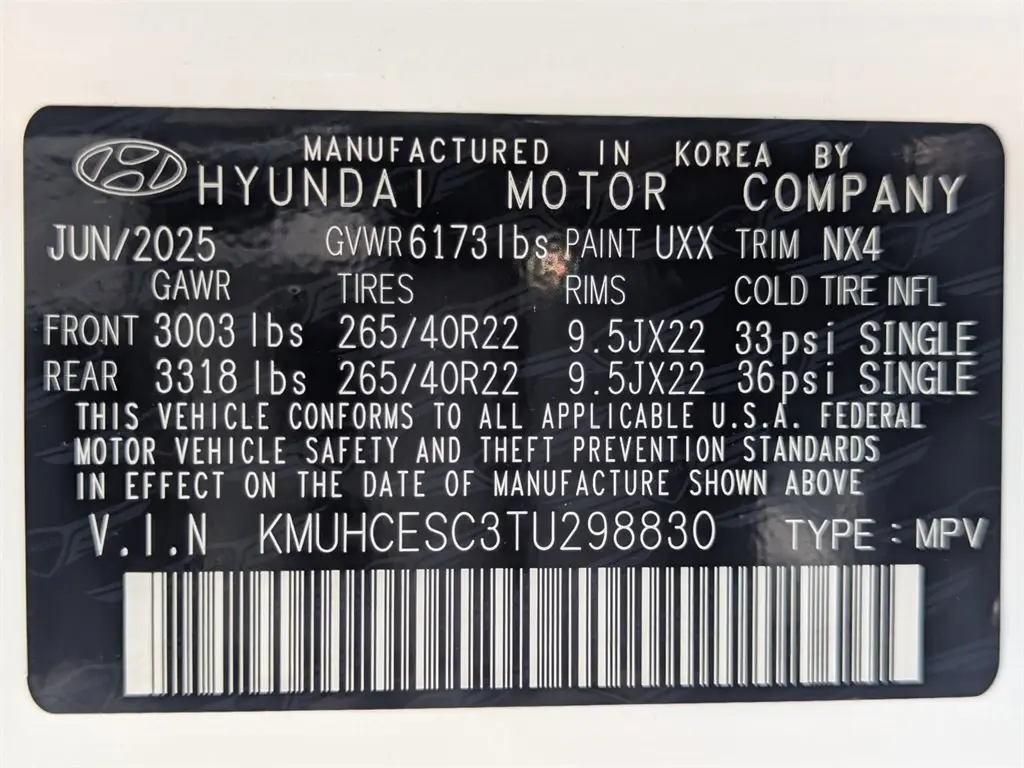 MANUFACTURED IN KOREA BY
HYUNDAI MOTOR COMPANY
JUN/2025 GVWR 6173 lbs PAINT UXX TRIM NX4
GAWR TIRES RIMS COLD TIRE INFL
FRONT 3003 lbs 265/40R22 9.5JX22 33psi SINGLE
REAR 3318 lbs 265/40R22 9.5JX22 36psi SINGLE
THIS VEHICLE CONFORMS TO ALL APPLICABLE U.S.A. FEDERAL
MOTOR VEHICLE SAFETY AND THEFT PREVENTION STANDARDS
IN EFFECT ON THE DATE OF MANUFACTURE SHOWN ABOVE
V.I.N KMUHCESC3TU298830 TYPE : MPV